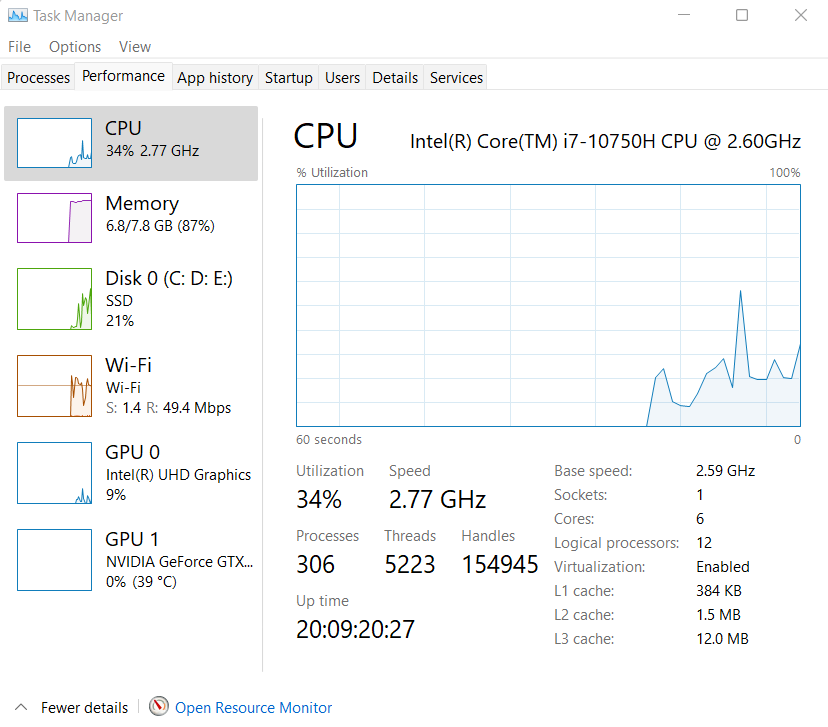 Task Manager
File Options View
Processes Performance App history Startup Users Details Services
CPU
34% 2.77 GHz
Memory
6.8/7.8 GB (87%)
Disk 0 (C: D: E:)
SSD
21%
Wi-Fi
Wi-Fi
S: 1.4 R: 49.4 Mbps
GPU 0
Intel(R) UHD Graphics
9%
GPU 1
NVIDIA GeForce GTX...
0% (39 °C)
CPU Intel(R) Core(TM) i7-10750H CPU @ 2.60GHz
% Utilization 100%
60 seconds 0
Utilization Speed
34% 2.77 GHz
Processes Threads Handles
306 5223 154945
Up time
20:09:20:27
Base speed: 2.59 GHz
Sockets: 1
Cores: 6
Logical processors: 12
Virtualization: Enabled
L1 cache: 384 KB
L2 cache: 1.5 MB
L3 cache: 12.0 MB
Fewer details Open Resource Monitor